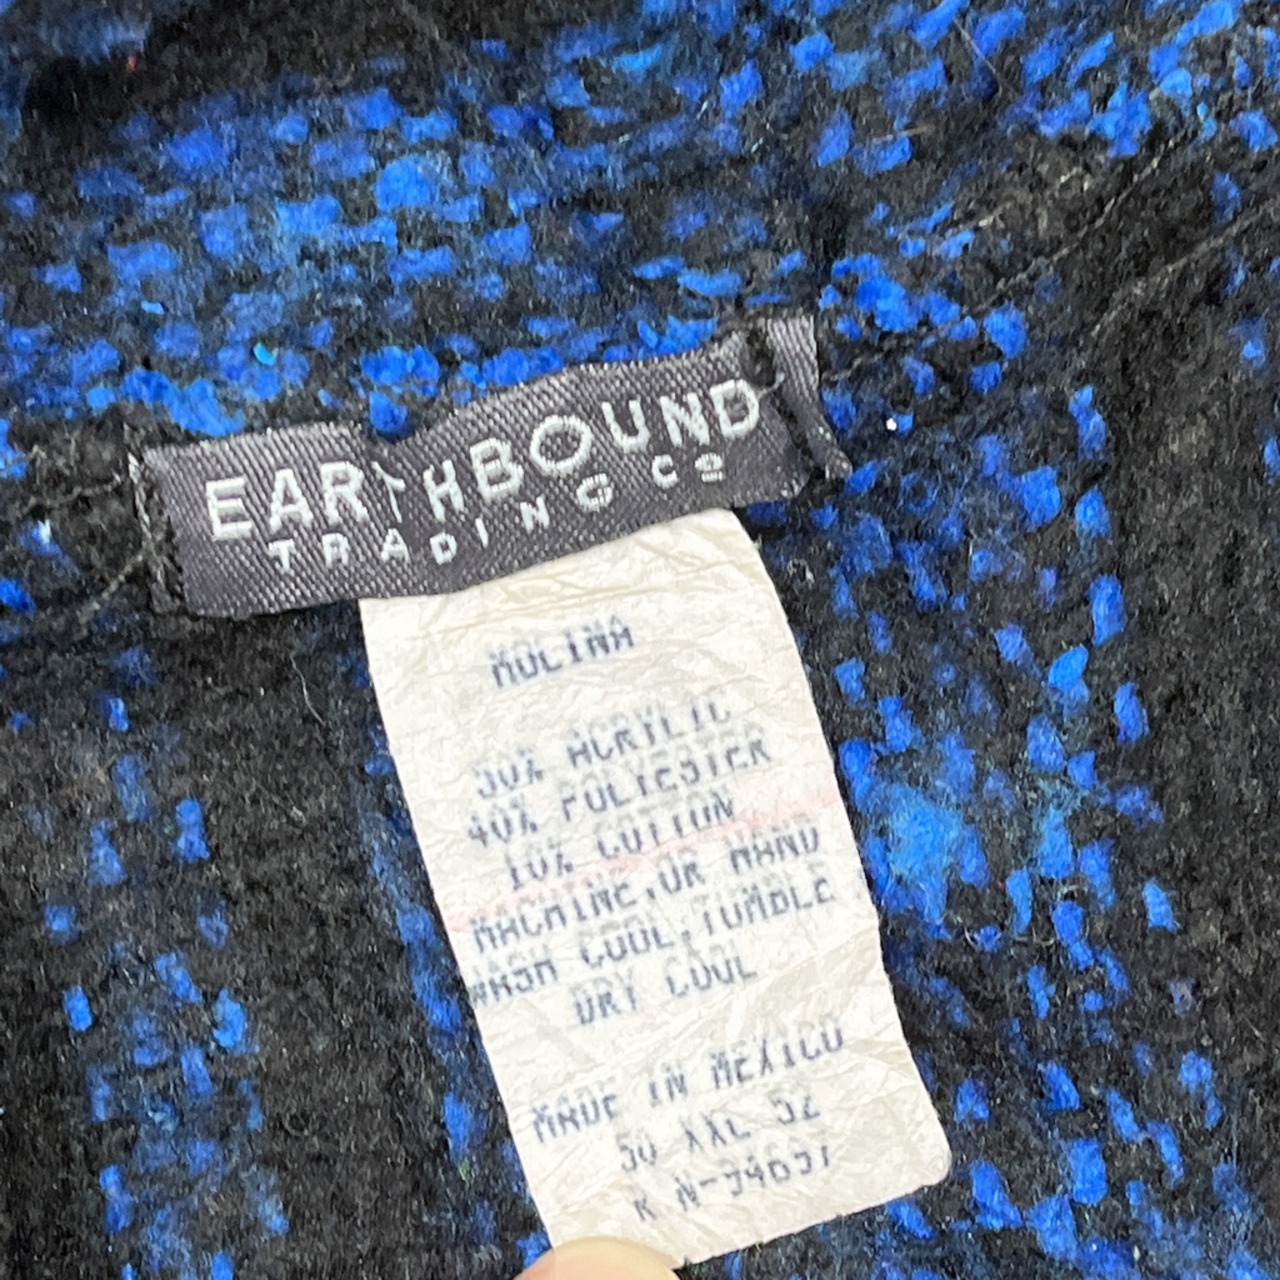 EARTHBOUND
TRADING CO
MOLINA
50% ACRYLIC
40% POLYESTER
10% COTTON
MACHINE, OR HAND
WASH COOL, TUMBLE
DRY COOL
MADE IN MEXICO
50 XXL 52